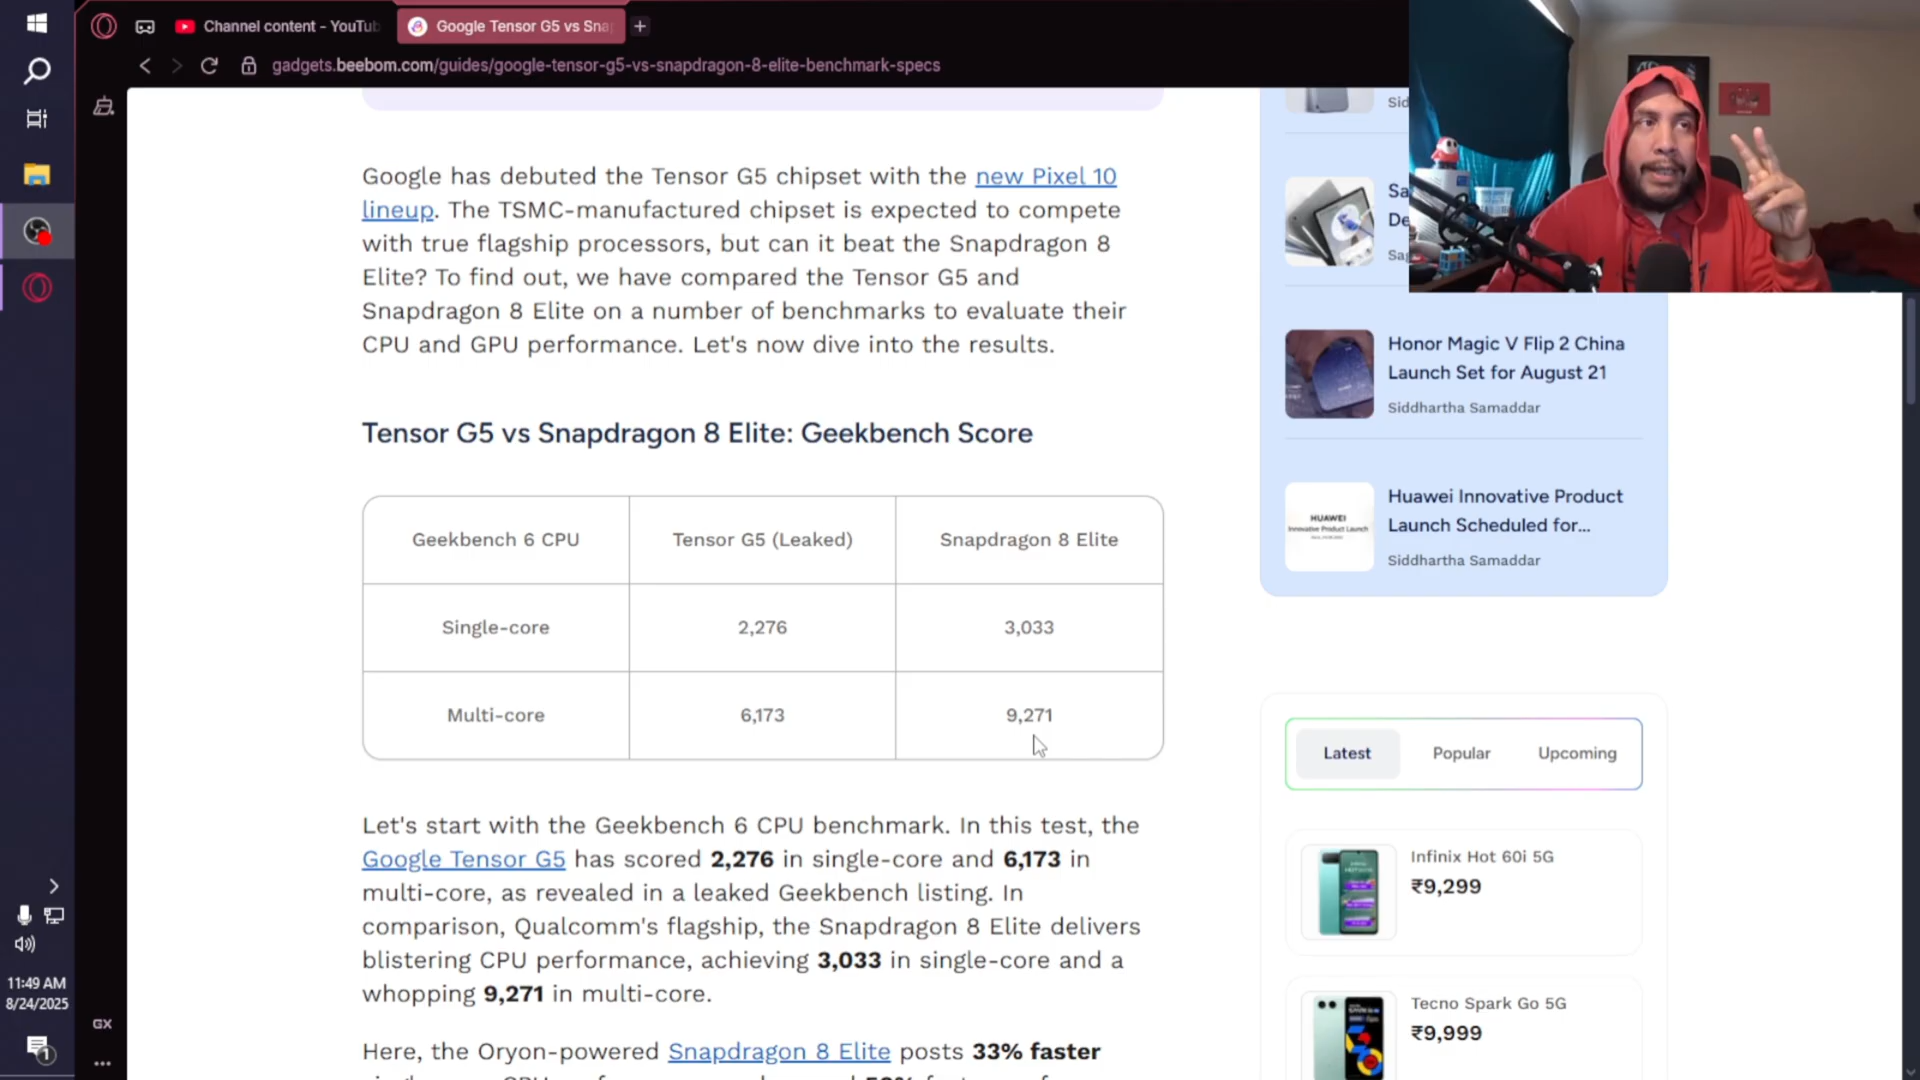 Channel content - YouTub
Google Tensor G5 vs Sna
gadgets.beebom.com/guides/google-tensor-g5-vs-snapdragon-8-elite-benchmark-specs
Google has debuted the Tensor G5 chipset with the new Pixel 10
lineup. The TSMC-manufactured chipset is expected to compete
with true flagship processors, but can it beat the Snapdragon 8
Elite? To find out, we have compared the Tensor G5 and
Snapdragon 8 Elite on a number of benchmarks to evaluate their
CPU and GPU performance. Let's now dive into the results.
Tensor G5 vs Snapdragon 8 Elite: Geekbench Score
Geekbench 6 CPU
Tensor G5 (Leaked)
Snapdragon 8 Elite
Single-core
2,276
3,033
Multi-core
6,173
9,271
Let's start with the Geekbench 6 CPU benchmark. In this test, the
Google Tensor G5 has scored 2,276 in single-core and 6,173 in
multi-core, as revealed in a leaked Geekbench listing. In
comparison, Qualcomm's flagship, the Snapdragon 8 Elite delivers
blistering CPU performance, achieving 3,033 in single-core and a
whopping 9,271 in multi-core.
Here, the Oryon-powered Snapdragon 8 Elite posts 33% faster
Sid
Sa
De
Sag
Honor Magic V Flip 2 China
Launch Set for August 21
Siddhartha Samaddar
HUAWEI
Innovative Product Launch
Huawei Innovative Product
Launch Scheduled for...
Siddhartha Samaddar
Latest
Popular
Upcoming
Infinix Hot 60i 5G
₹9,299
Tecno Spark Go 5G
₹9,999
11:49 AM
8/24/2025
1
GX